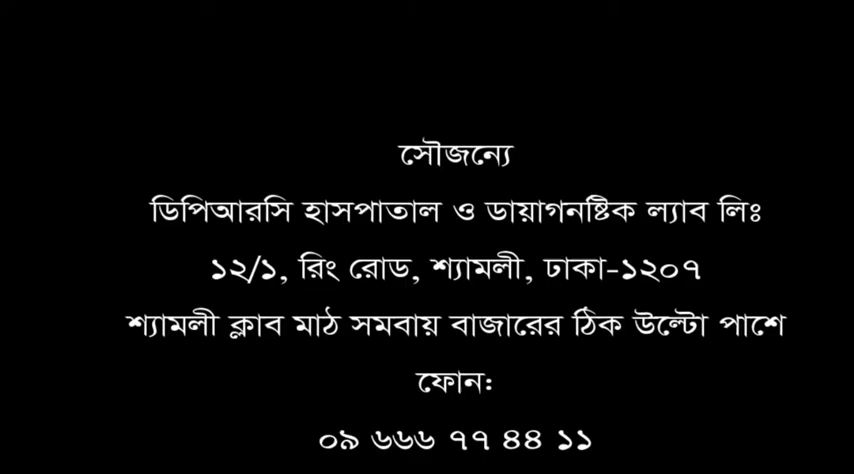 সৌজন্যে
ডিপিআরসি হাসপাতাল ও ডায়াগনষ্টিক ল্যাব লিঃ
১২/১, রিং রোড, শ্যামলী, ঢাকা-১২০৭
শ্যামলী ক্লাব মাঠ সমবায় বাজারের ঠিক উল্টো পাশে
ফোন:
০৯ ৬৬৬ ৭৭ ৪৪ ১১